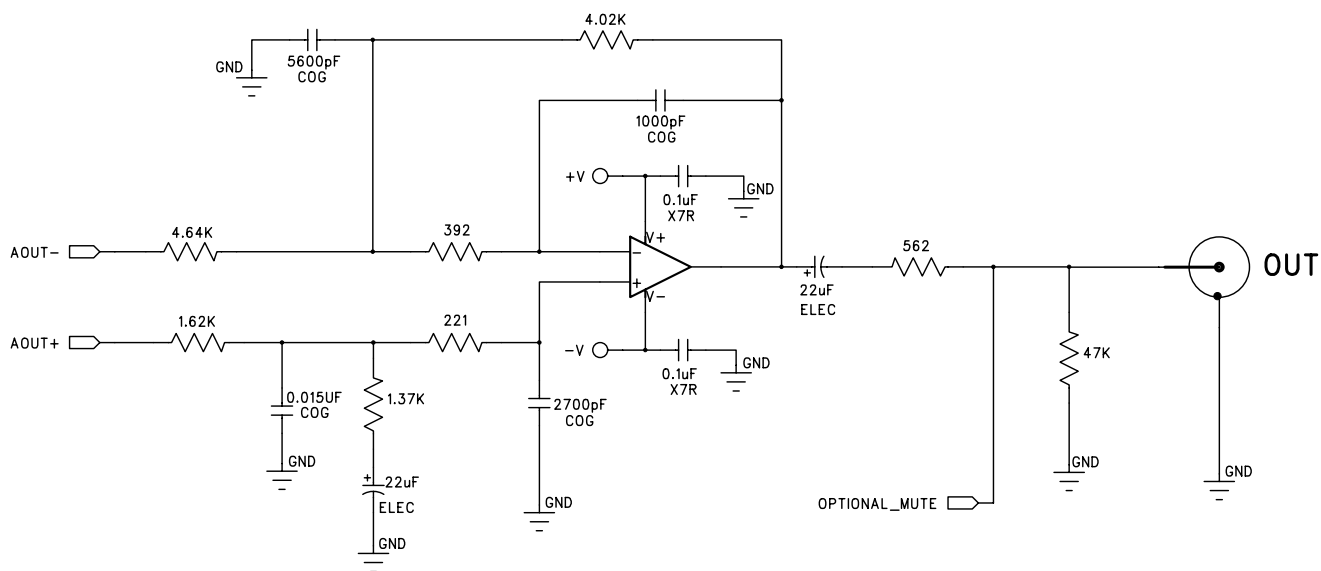 4.02K
GND
5600pF
COG
1000pF
COG
+V
0.1uF
X7R
GND
AOUT-
4.64K
392
V+
-
+
V-
562
+
22uF
ELEC
OUT
AOUT+
1.62K
221
-V
0.1uF
X7R
GND
47K
0.015UF
COG
1.37K
2700pF
COG
GND
+
22uF
ELEC
GND
GND
GND
GND
OPTIONAL_MUTE